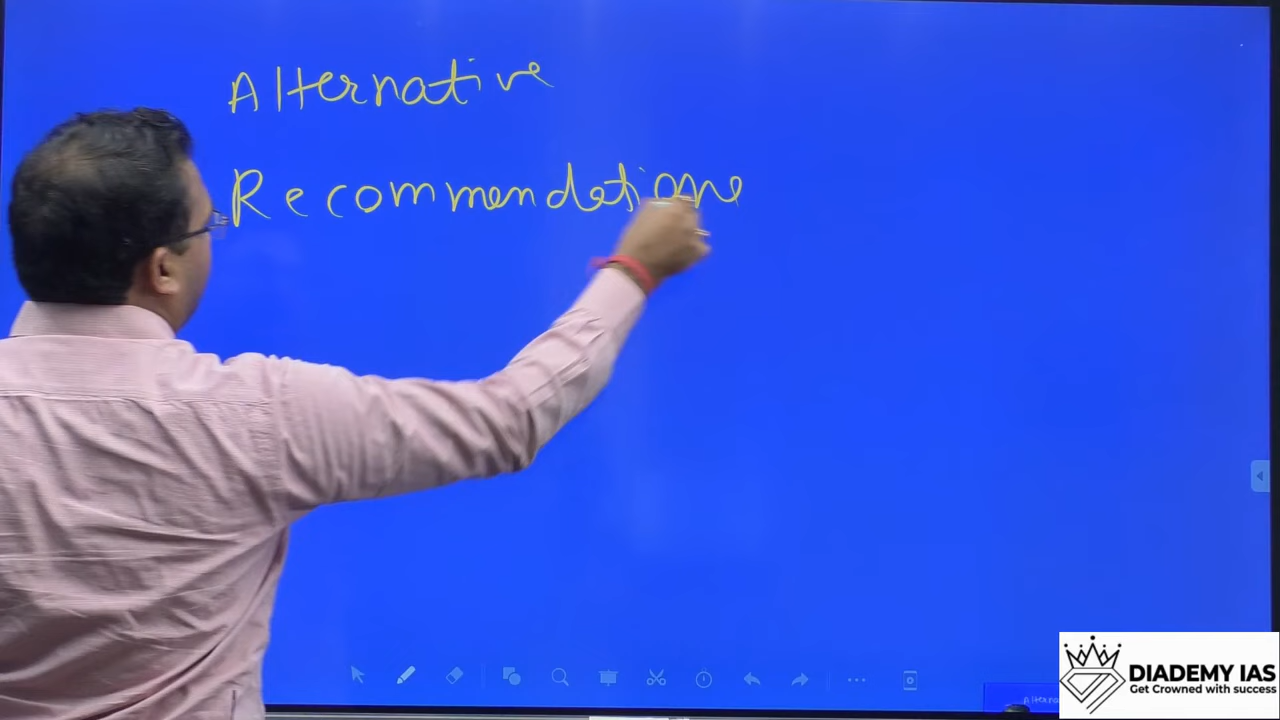 Alternative
Recommendations
DIADEMY IAS
Get Crowned with success